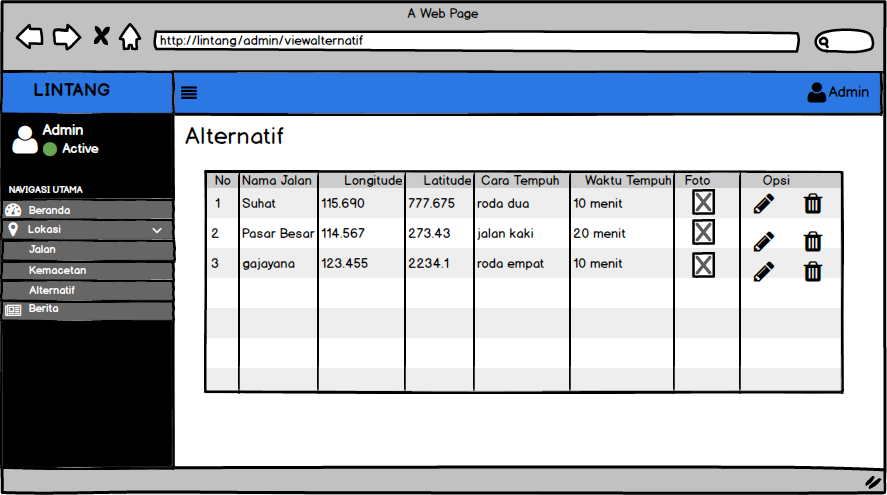 A Web Page
http://lintang/admin/viewalternatif
LINTANG
Admin
Admin
Active
NAVIGASI UTAMA
Beranda
Lokasi
Jalan
Kemacetan
Alternatif
Berita
Alternatif
No Nama Jalan Longitude Latitude Cara Tempuh Waktu Tempuh Foto Opsi
1 Suhat 115.690 777.675 roda dua 10 menit
2 Pasar Besar 114.567 273.43 jalan kaki 20 menit
3 gajayana 123.455 2234.1 roda empat 10 menit